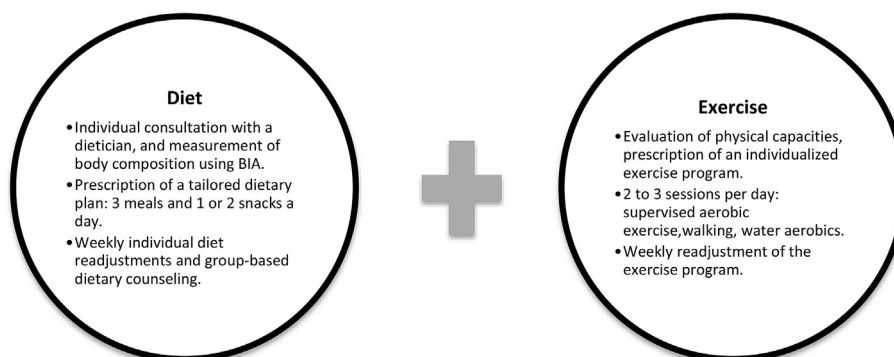 Diet
•Individual consultation with a
dietician, and measurement of
body composition using BIA.
•Prescription of a tailored dietary
plan: 3 meals and 1 or 2 snacks a
day.
•Weekly individual diet
readjustments and group-based
dietary counseling.
Exercise
•Evaluation of physical capacities,
prescription of an individualized
exercise program.
•2 to 3 sessions per day:
supervised aerobic
exercise,walking, water aerobics.
•Weekly readjustment of the
exercise program.